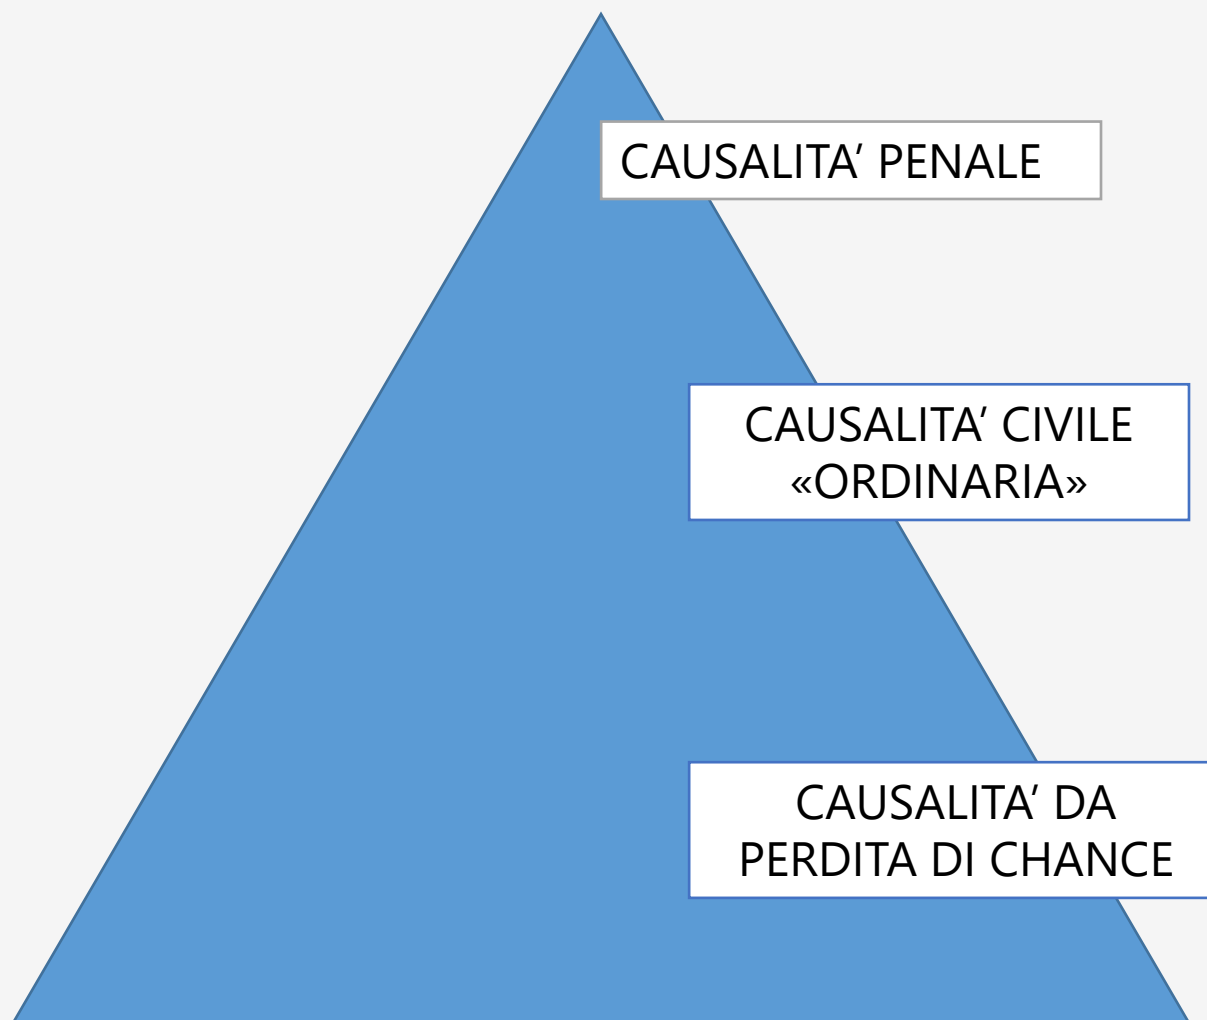 CAUSALITA’ PENALE
CAUSALITA’ CIVILE
«ORDINARIA»
CAUSALITA’ DA
PERDITA DI CHANCE